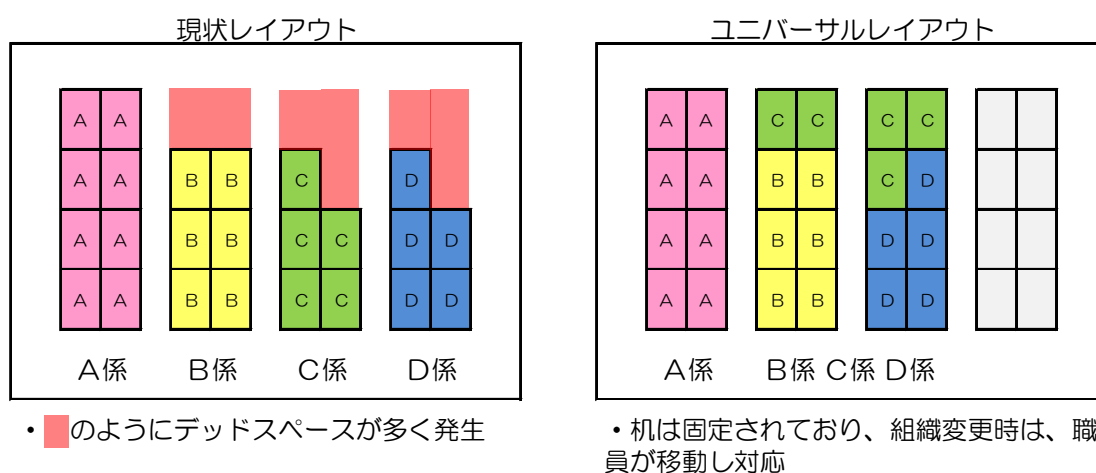 現状レイアウト
A A
A A
A A
A A
B B
B B
B B
C
C C
C C
D
D D
D D
A係 B係 C係 D係
・ のようにデッドスペースが多く発生
ユニバーサルレイアウト
A A
A A
A A
A A
C C
B B
B B
B B
C C
C D
D D
D D
A係 B係 C係 D係
・机は固定されており、組織変更時は、職
員が移動し対応